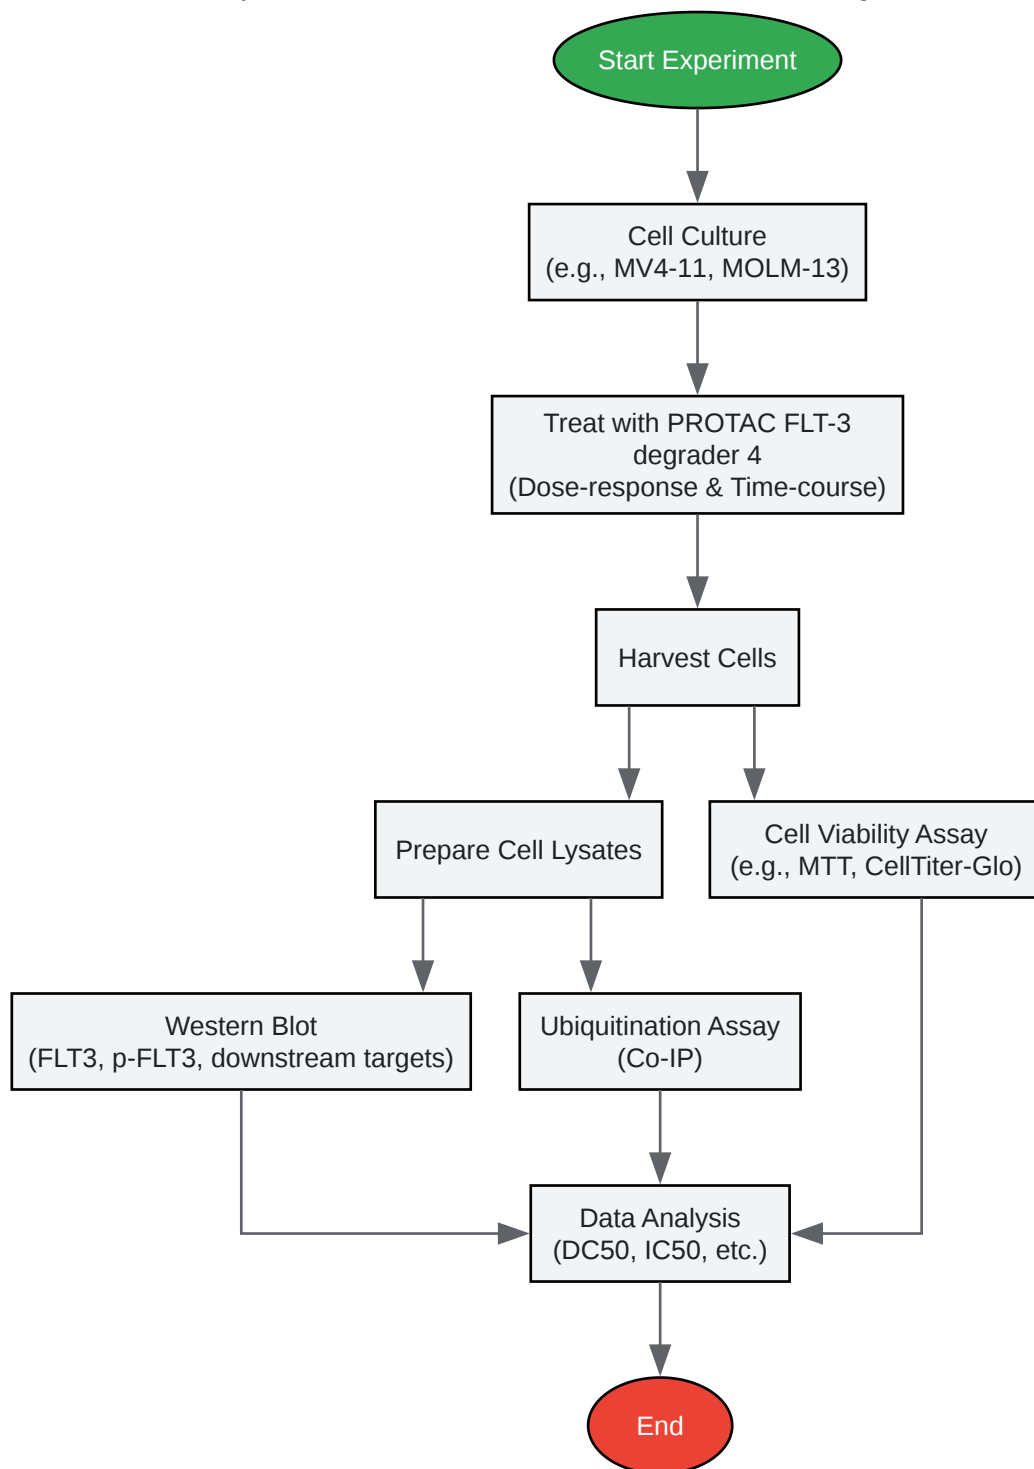 Start Experiment
Cell Culture
(e.g., MV4-11, MOLM-13)
Treat with PROTAC FLT-3
degrader 4
(Dose-response & Time-course)
Harvest Cells
Prepare Cell Lysates
Cell Viability Assay
(e.g., MTT, CellTiter-Glo)
Western Blot
(FLT3, p-FLT3, downstream targets)
Ubiquitination Assay
(Co-IP)
Data Analysis
(DC50, IC50, etc.)
End